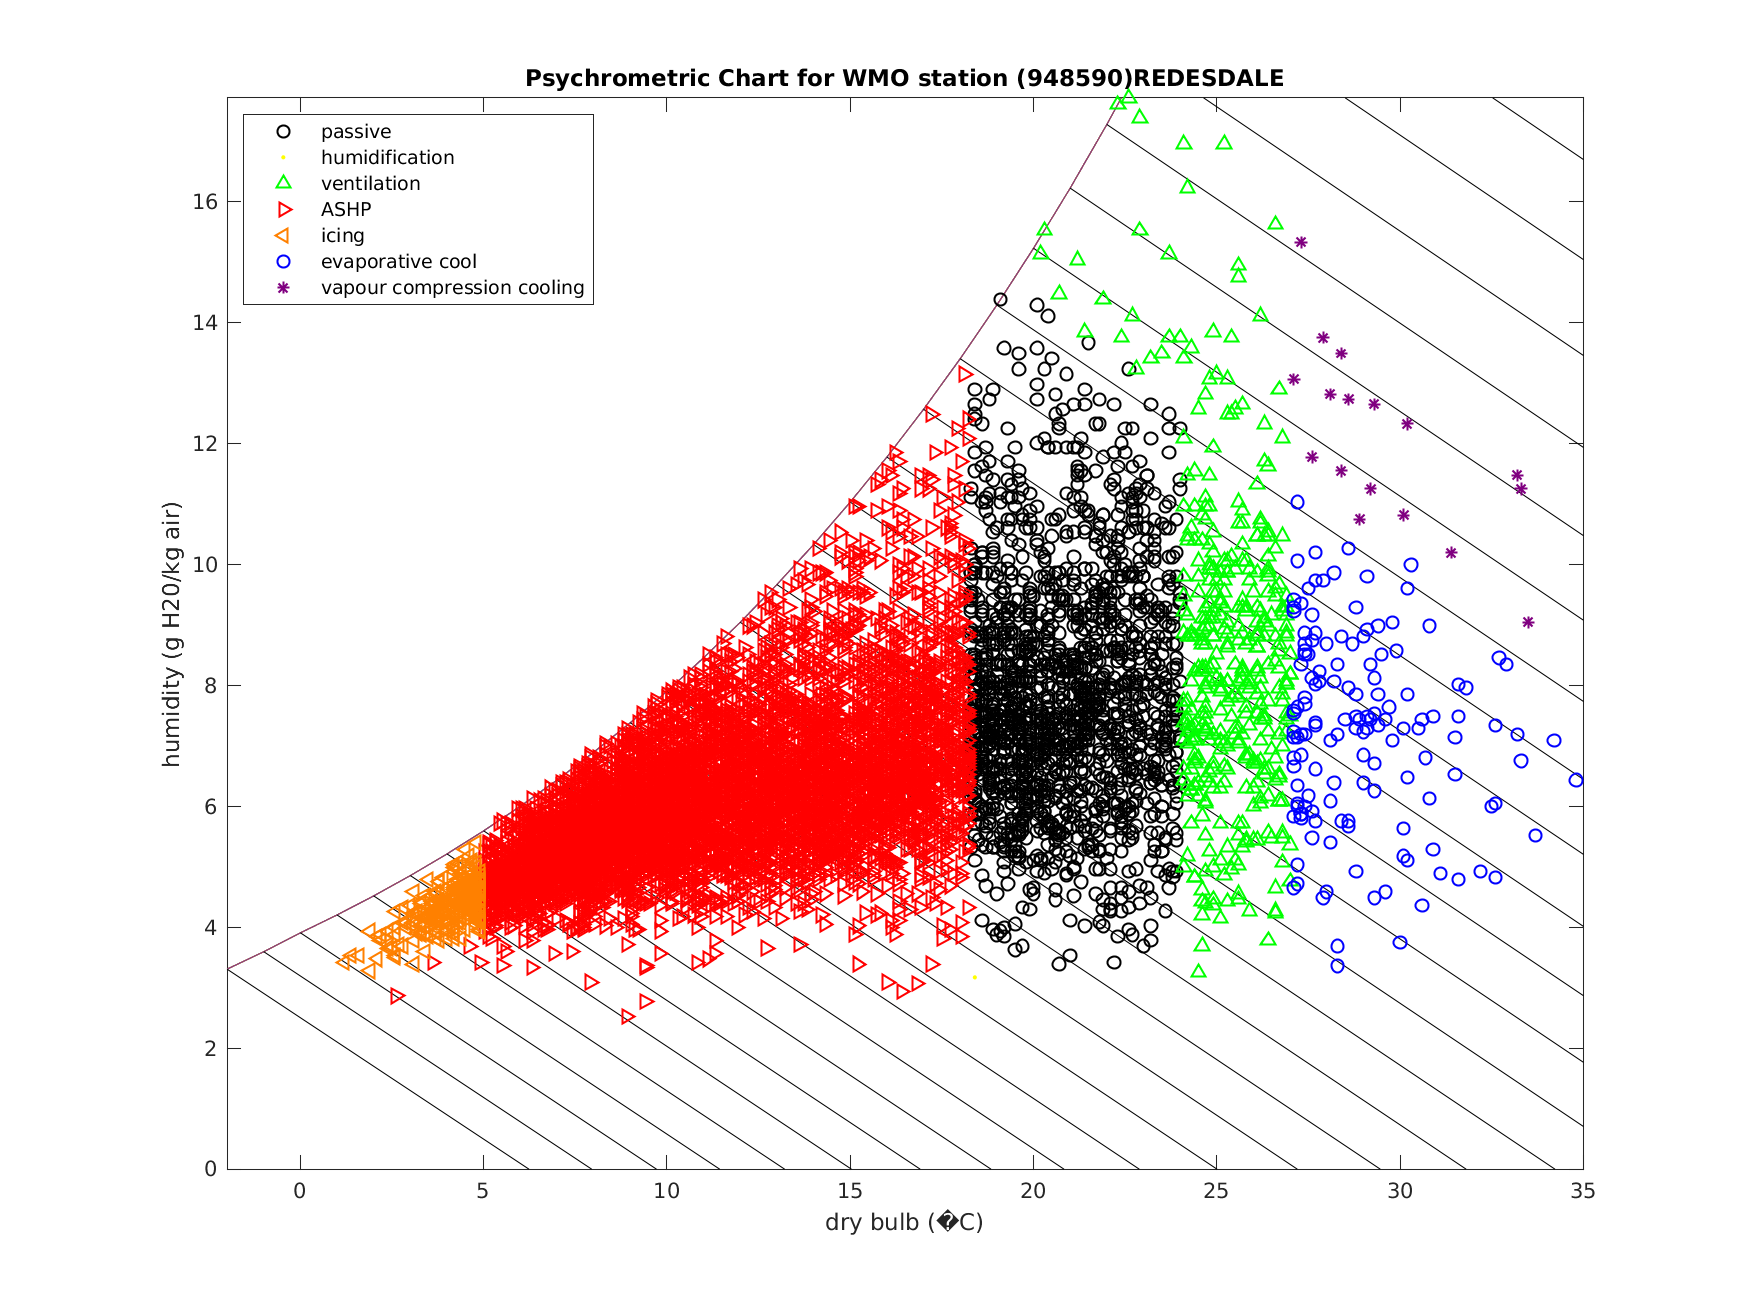 Psychrometric Chart for WMO station (948590)REDESDALE
passive
humidification
ventilation
ASHP
icing
evaporative cool
vapour compression cooling
humidity (g H20/kg air)
16
14
12
10
8
6
4
2
0
0 5 10 15 20 25 30 35
dry bulb (�C)